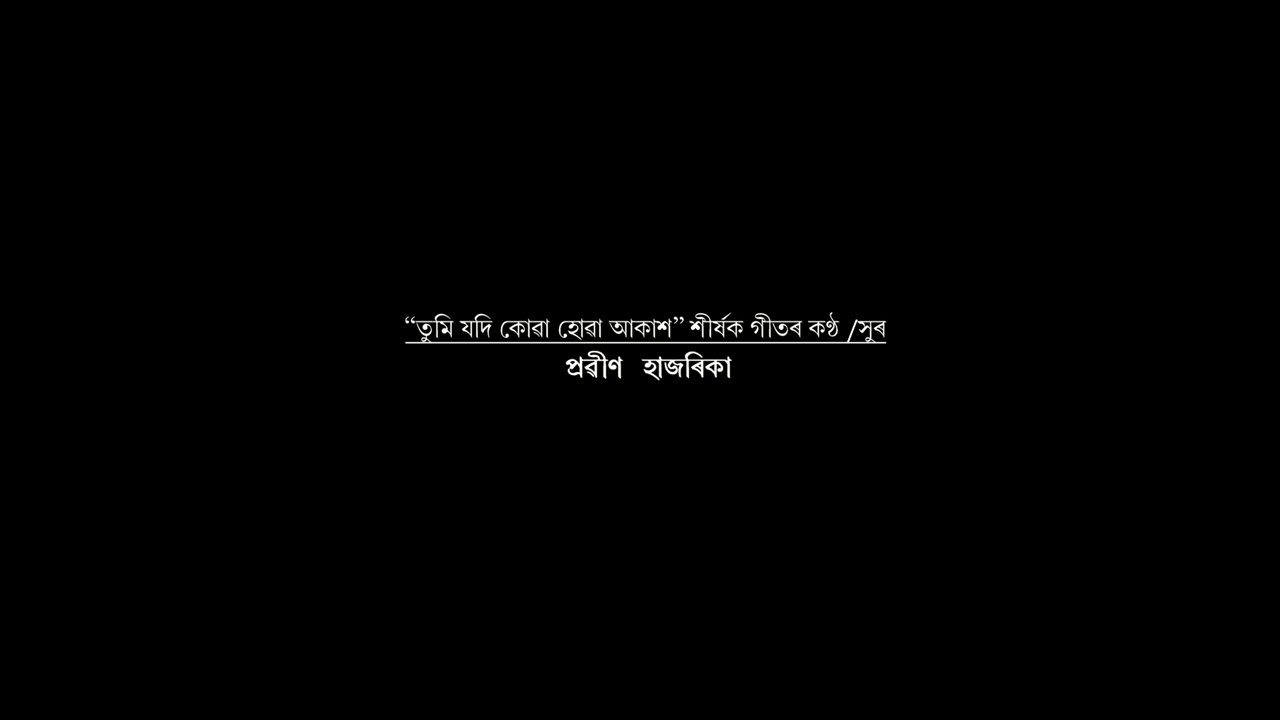 “তুমি যদি কোৱা হোৱা আকাশ” শীৰ্ষক গীতৰ কণ্ঠ /সুৰ
প্ৰৱীণ হাজৰিকা